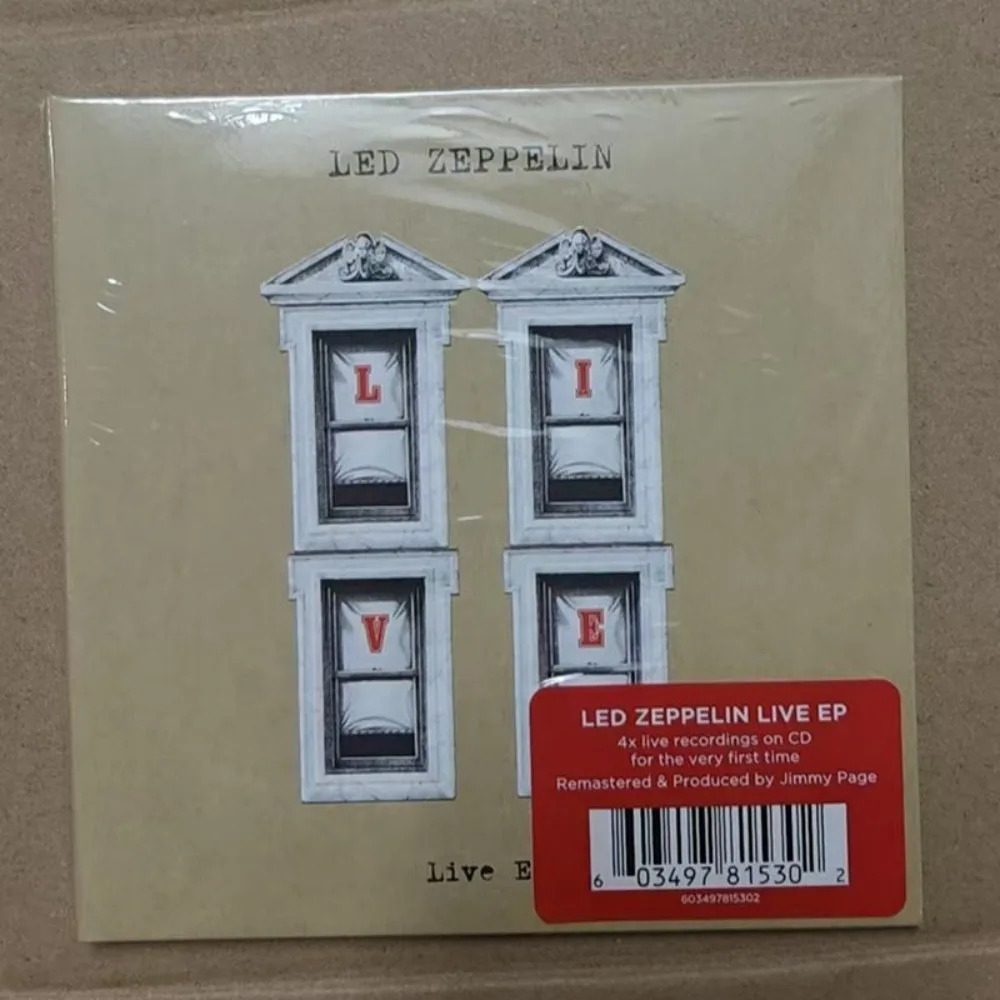 LED ZEPPELIN
L I
V E
Live E
LED ZEPPELIN LIVE EP
4x live recordings on CD
for the very first time
Remastered & Produced by Jimmy Page
6 03497 81530 2
603497815302